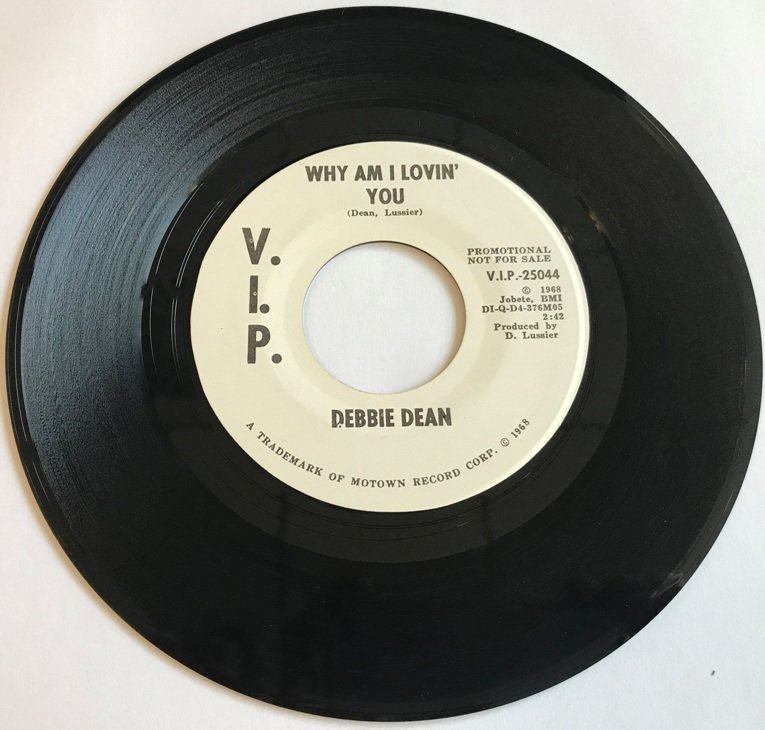 WHY AM I LOVIN'
YOU
(Dean, Lussier)
V.
I.
P.
PROMOTIONAL
NOT FOR SALE
V.I.P.-25044
© 1968
Jobete, BMI
DI-Q-D4-376M05
2:42
Produced by
D. Lussier
DEBBIE DEAN
A TRADEMARK OF MOTOWN RECORD CORP. © 1968